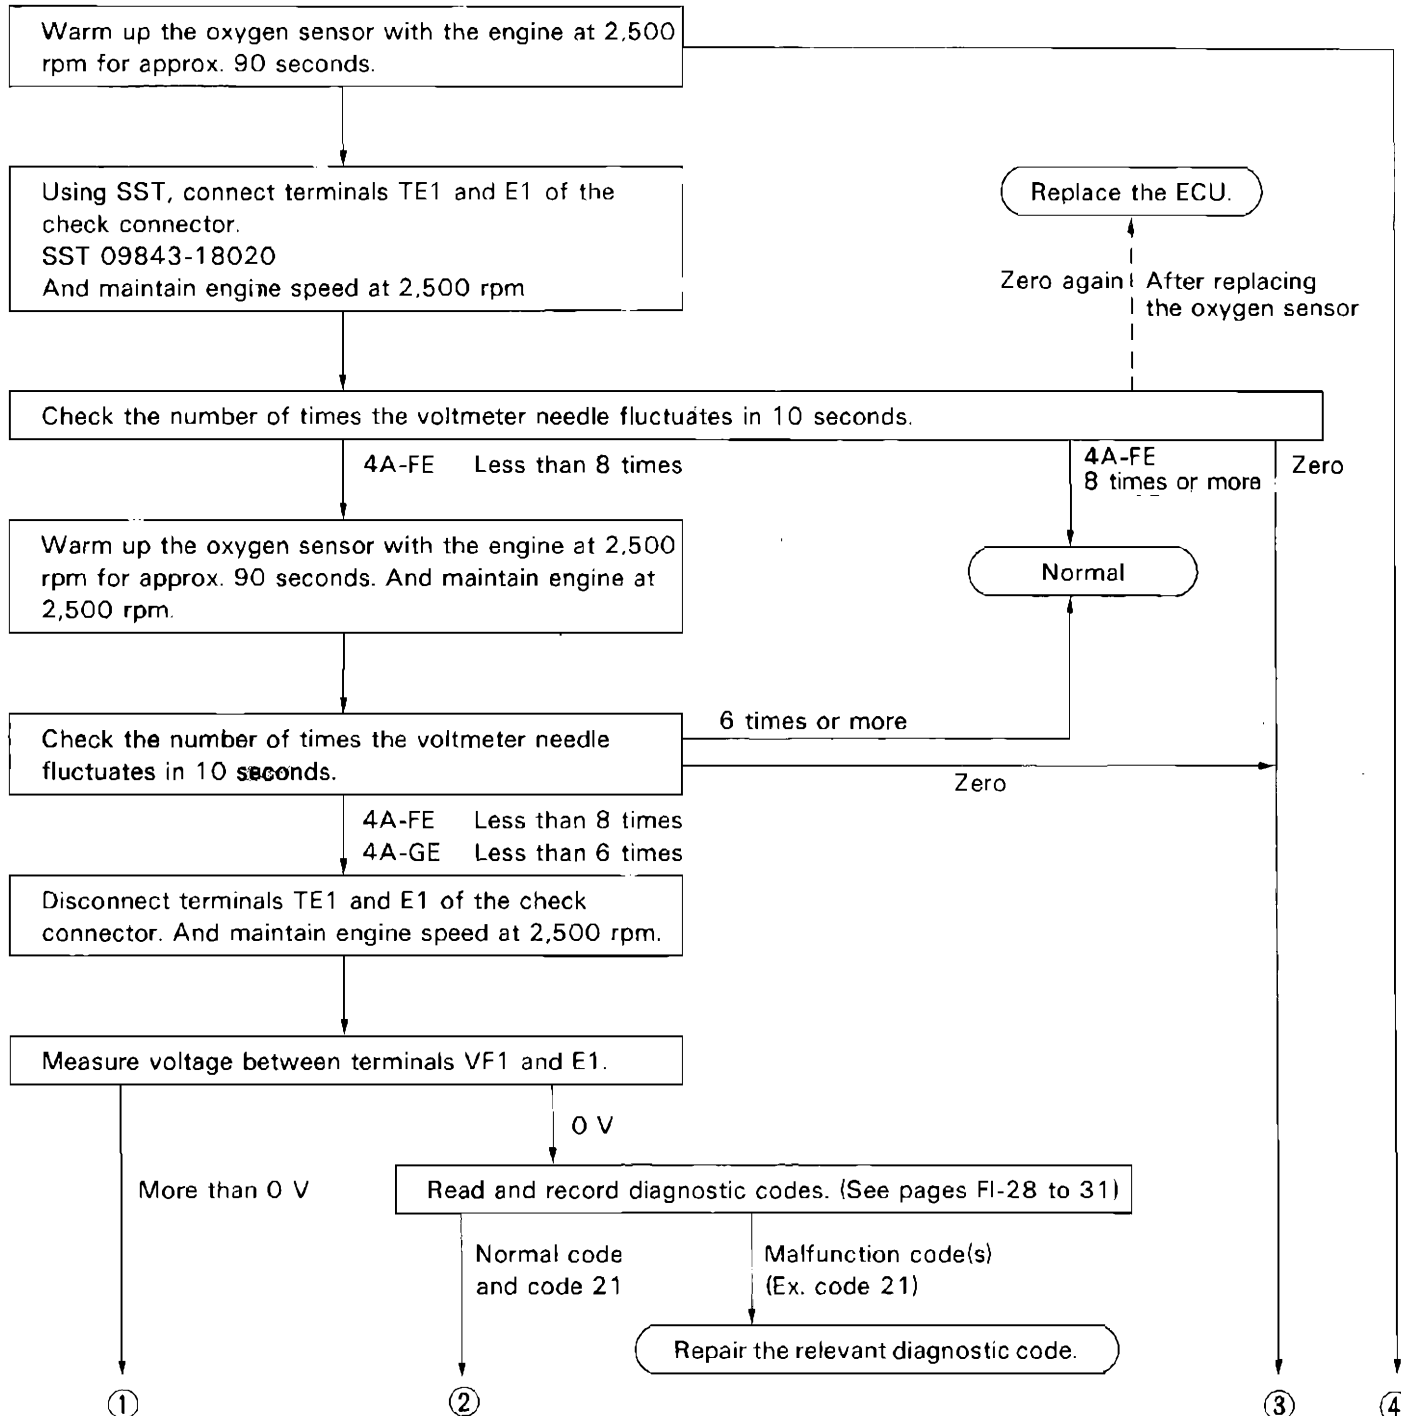 Warm up the oxygen sensor with the engine at 2,500
rpm for approx. 90 seconds.
Using SST, connect terminals TE1 and E1 of the
check connector.
SST 09843-18020
And maintain engine speed at 2,500 rpm
Replace the ECU.
Zero again
After replacing
the oxygen sensor
Check the number of times the voltmeter needle fluctuates in 10 seconds.
4A-FE Less than 8 times
4A-FE
8 times or more
Zero
Warm up the oxygen sensor with the engine at 2,500
rpm for approx. 90 seconds. And maintain engine at
2,500 rpm.
Normal
Check the number of times the voltmeter needle
fluctuates in 10 seconds.
6 times or more
Zero
4A-FE Less than 8 times
4A-GE Less than 6 times
Disconnect terminals TE1 and E1 of the check
connector. And maintain engine speed at 2,500 rpm.
Measure voltage between terminals VF1 and E1.
0 V
More than 0 V
Read and record diagnostic codes. (See pages FI-28 to 31)
Normal code
and code 21
Malfunction code(s)
(Ex. code 21)
Repair the relevant diagnostic code.
1
2
3
4